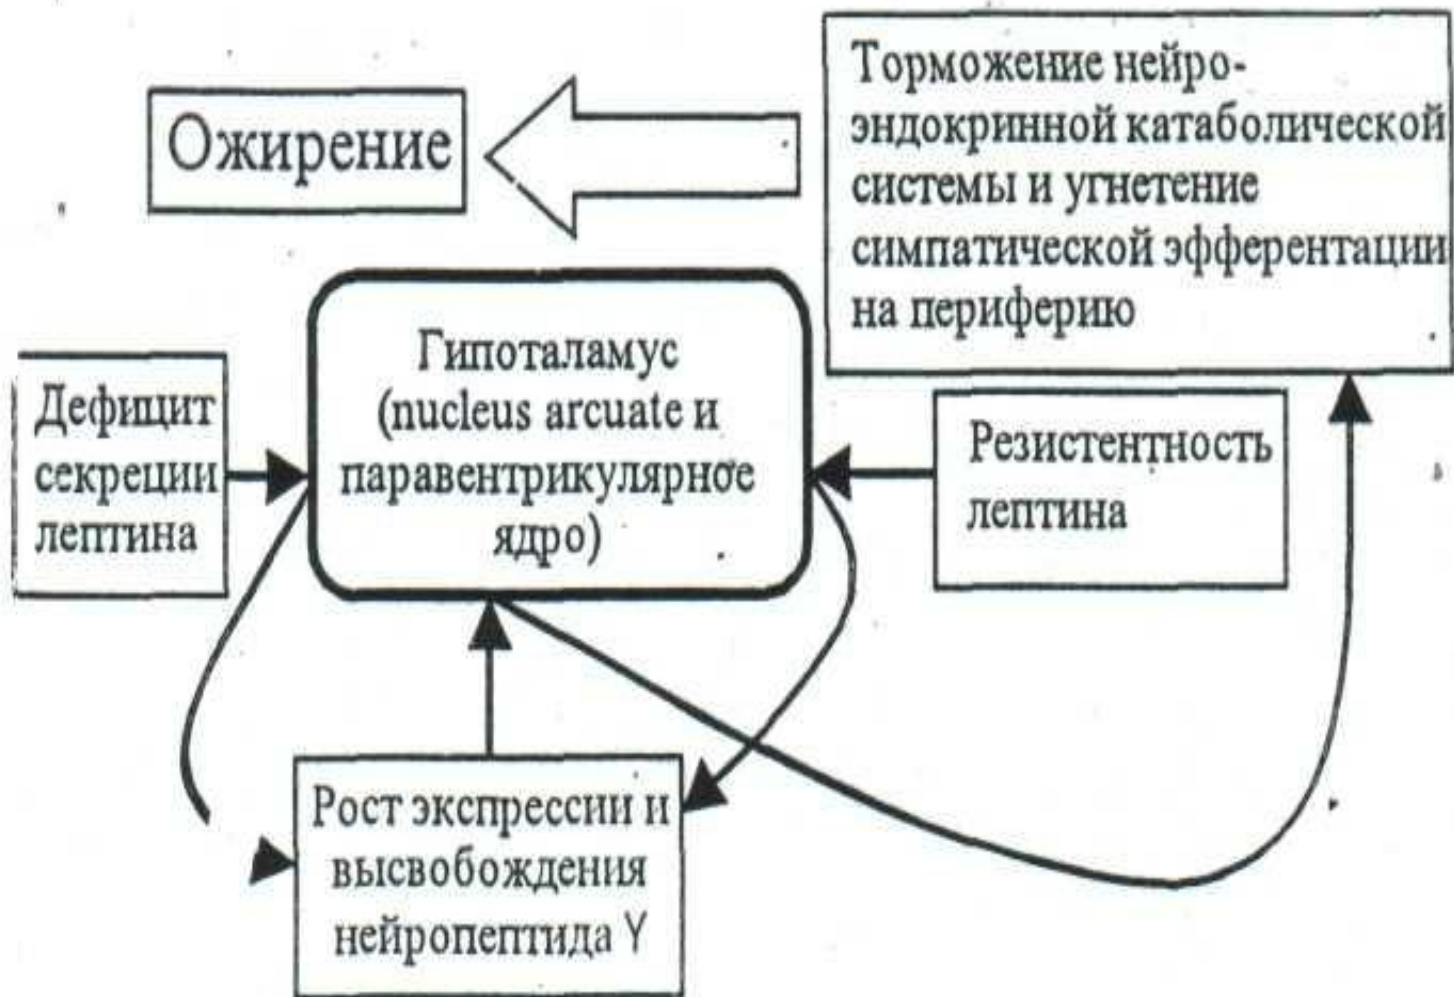 Ожирение
Торможение нейро-
эндокринной катаболической
системы и угнетение
симпатической эфферентации
на периферию
Гипоталамус
(nucleus arcuate и
паравентрикулярное
ядро)
Дефицит
секреции
лептина
Резистентность
лептина
Рост экспрессии и
высвобождения
нейропептида Y